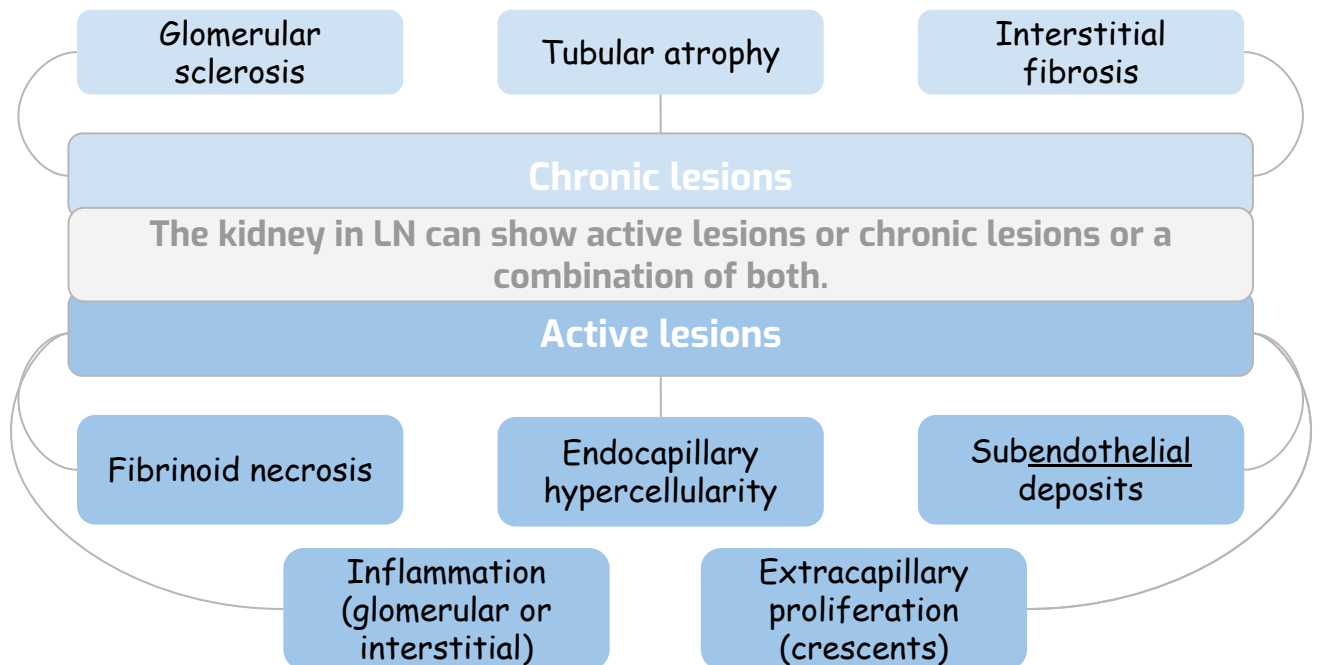 Glomerular
sclerosis
Tubular atrophy
Interstitial
fibrosis
Chronic lesions
The kidney in LN can show active lesions or chronic lesions or a
combination of both.
Active lesions
Fibrinoid necrosis
Endocapillary
hypercellularity
Subendothelial
deposits
Inflammation
(glomerular or
interstitial)
Extracapillary
proliferation
(crescents)